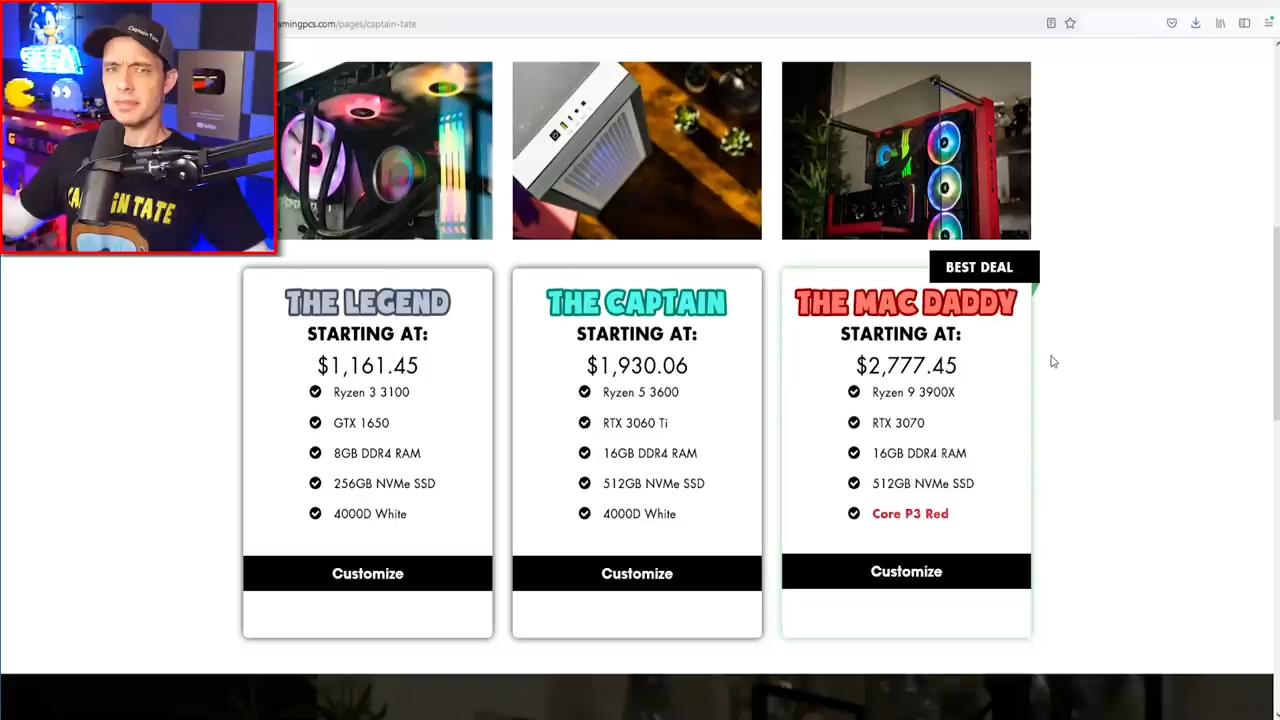 amingpcs.com/pages/captain-tate
SEGA
Captain Tate
IN TATE
BEST DEAL
THE LEGEND
STARTING AT:
$1,161.45
Ryzen 3 3100
GTX 1650
8GB DDR4 RAM
256GB NVMe SSD
4000D White
Customize
THE CAPTAIN
STARTING AT:
$1,930.06
Ryzen 5 3600
RTX 3060 Ti
16GB DDR4 RAM
512GB NVMe SSD
4000D White
Customize
THE MAC DADDY
STARTING AT:
$2,777.45
Ryzen 9 3900X
RTX 3070
16GB DDR4 RAM
512GB NVMe SSD
Core P3 Red
Customize